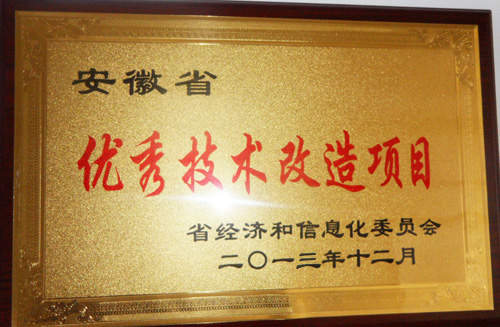 安徽省
优秀技术改造项目
省经济和信息化委员会
二〇一三年十二月